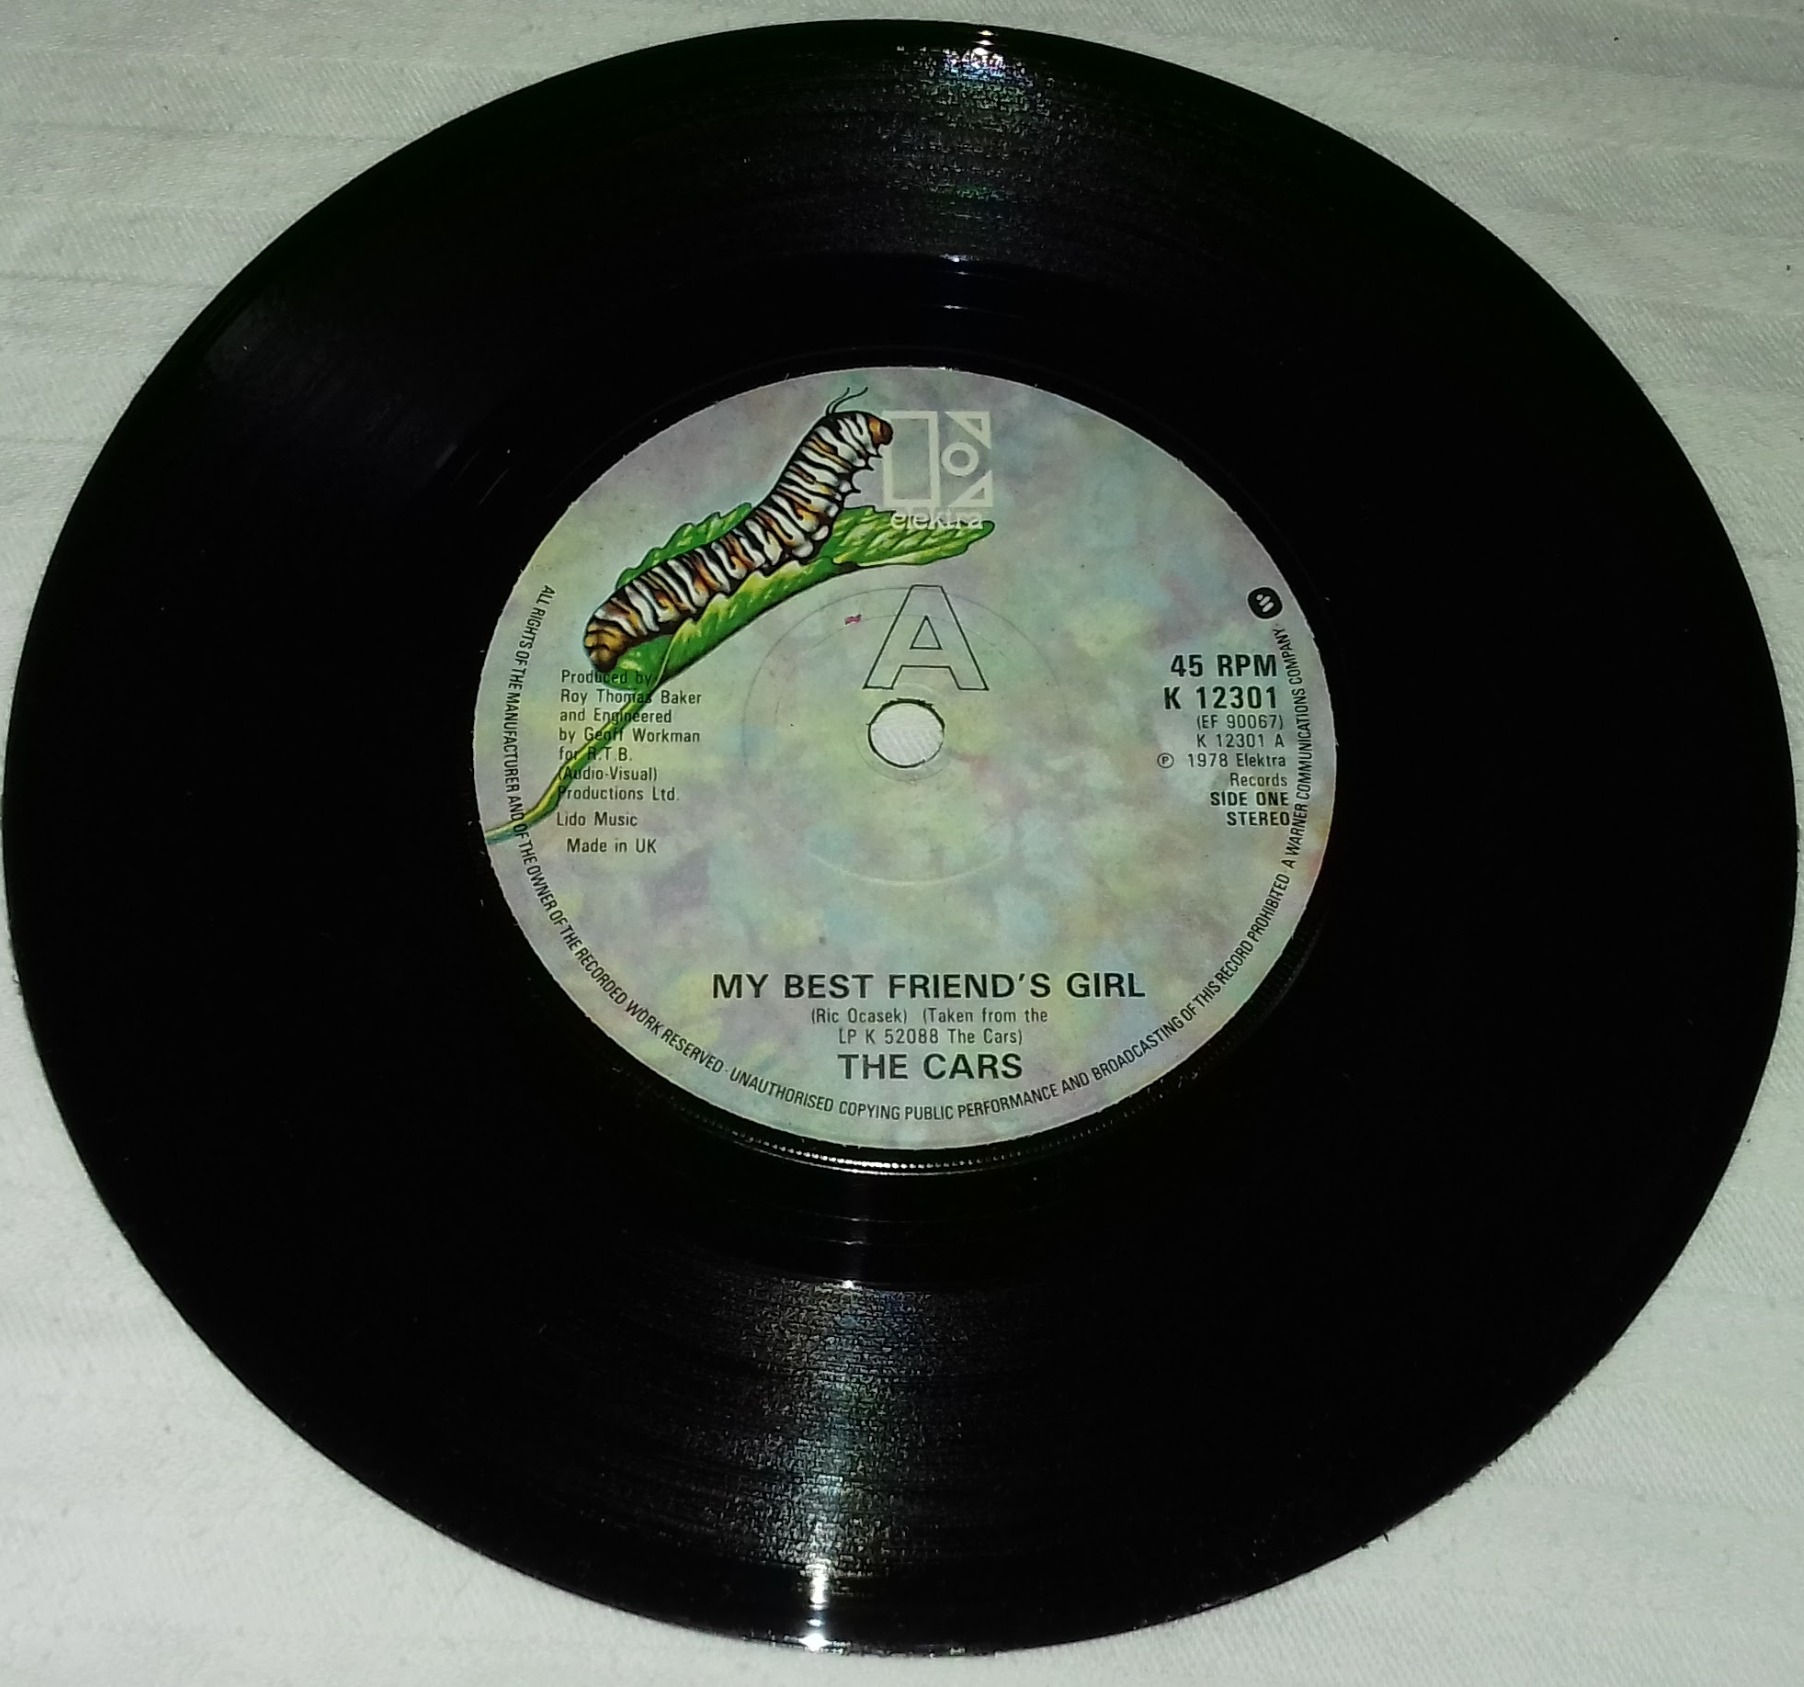 elektra
A
Produced by
Roy Thomas Baker
and Engineered
by Geoff Workman
for R.T.B.
(Audio-Visual)
Productions Ltd.
Lido Music
Made in UK
45 RPM
K 12301
(EF 90067)
K 12301 A
℗ 1978 Elektra
Records
SIDE ONE
STEREO
MY BEST FRIEND'S GIRL
(Ric Ocasek) (Taken from the
LP K 52088 The Cars)
THE CARS
ALL RIGHTS OF THE MANUFACTURER AND OF THE OWNER OF THE RECORDED WORK RESERVED · UNAUTHORISED COPYING PUBLIC PERFORMANCE AND BROADCASTING OF THIS RECORD PROHIBITED A WARNER COMMUNICATIONS COMPANY ·